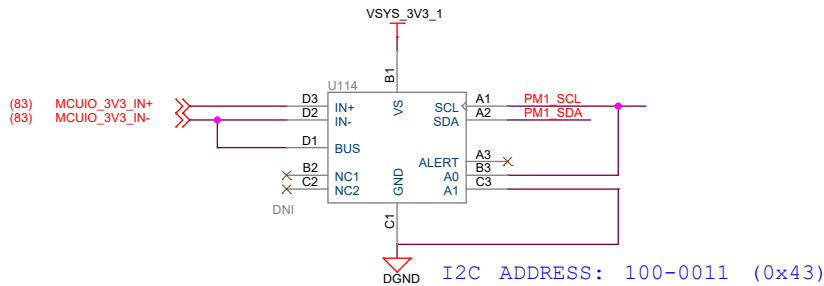 VSYS_3V3_1
B1
U114
(83) MCUIO_3V3_IN+ D3 IN+ VS SCL A1 PM1_SCL
(83) MCUIO_3V3_IN- D2 IN- SDA A2 PM1_SDA
D1 BUS
ALERT A3
B2 NC1 A0 B3
C2 NC2 GND A1 C3
DNI
C1
DGND
I2C ADDRESS: 100-0011 (0x43)